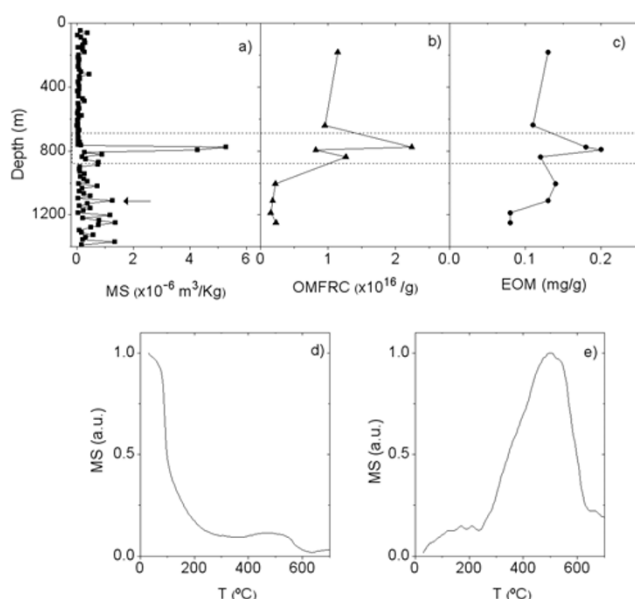 a)
b)
c)
0
400
800
1200
Depth (m)
0 2 4 6
MS (x10⁻⁶ m³/Kg)
0 1 2
OMFRC (x10¹⁶ /g)
0.1 0.2
EOM (mg/g)
d)
1.0
0.5
0.0
MS (a.u.)
0 200 400 600
T (ºC)
e)
1.0
0.5
0.0
MS (a.u.)
0 200 400 600
T (ºC)